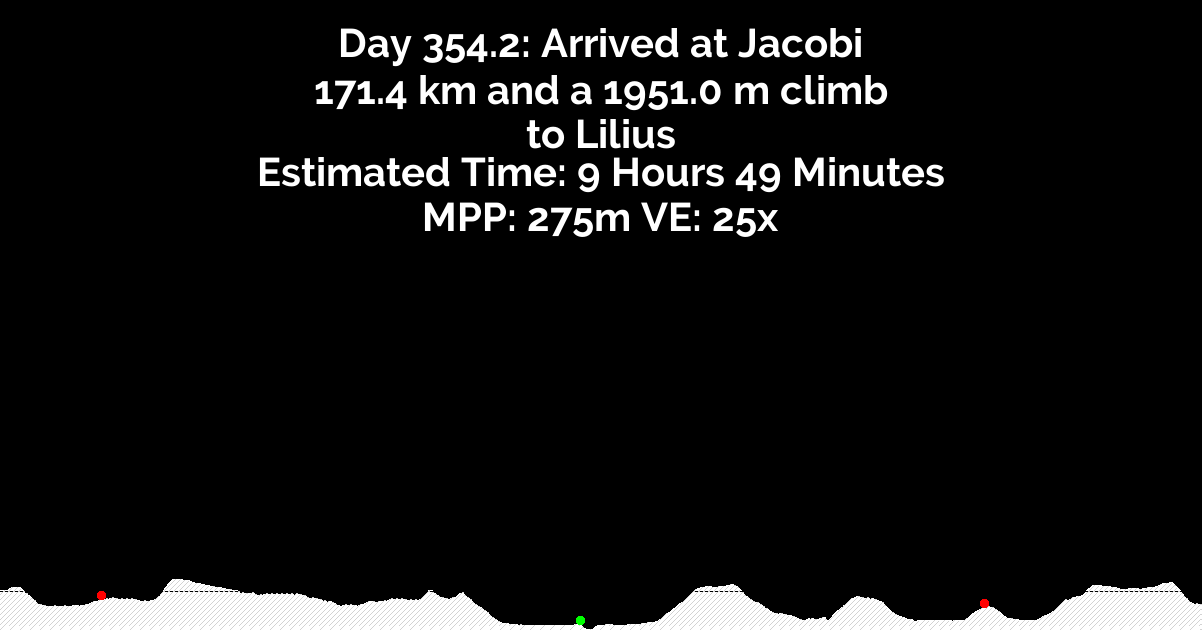 Day 354.2: Arrived at Jacobi
171.4 km and a 1951.0 m climb
to Lilius
Estimated Time: 9 Hours 49 Minutes
MPP: 275m VE: 25x